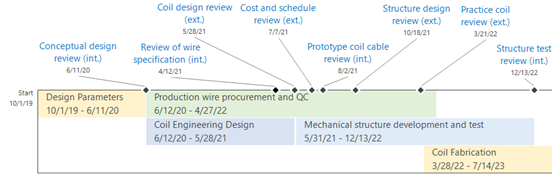 Coil design review
(ext.)
5/28/21
Cost and schedule
review (ext.)
7/7/21
Structure design
review (ext.)
10/18/21
Practice coil
review (ext.)
3/21/22
Conceptual design
review (int.)
6/11/20
Review of wire
specification (int.)
4/12/21
Prototype coil cable
review (int.)
8/2/21
Structure test
review (int.)
12/13/22
Start
10/1/19
Design Parameters
10/1/19 - 6/11/20
Production wire procurement and QC
6/12/20 - 4/27/22
Coil Engineering Design
6/12/20 - 5/28/21
Mechanical structure development and test
5/31/21 - 12/13/22
Coil Fabrication
3/28/22 - 7/14/23